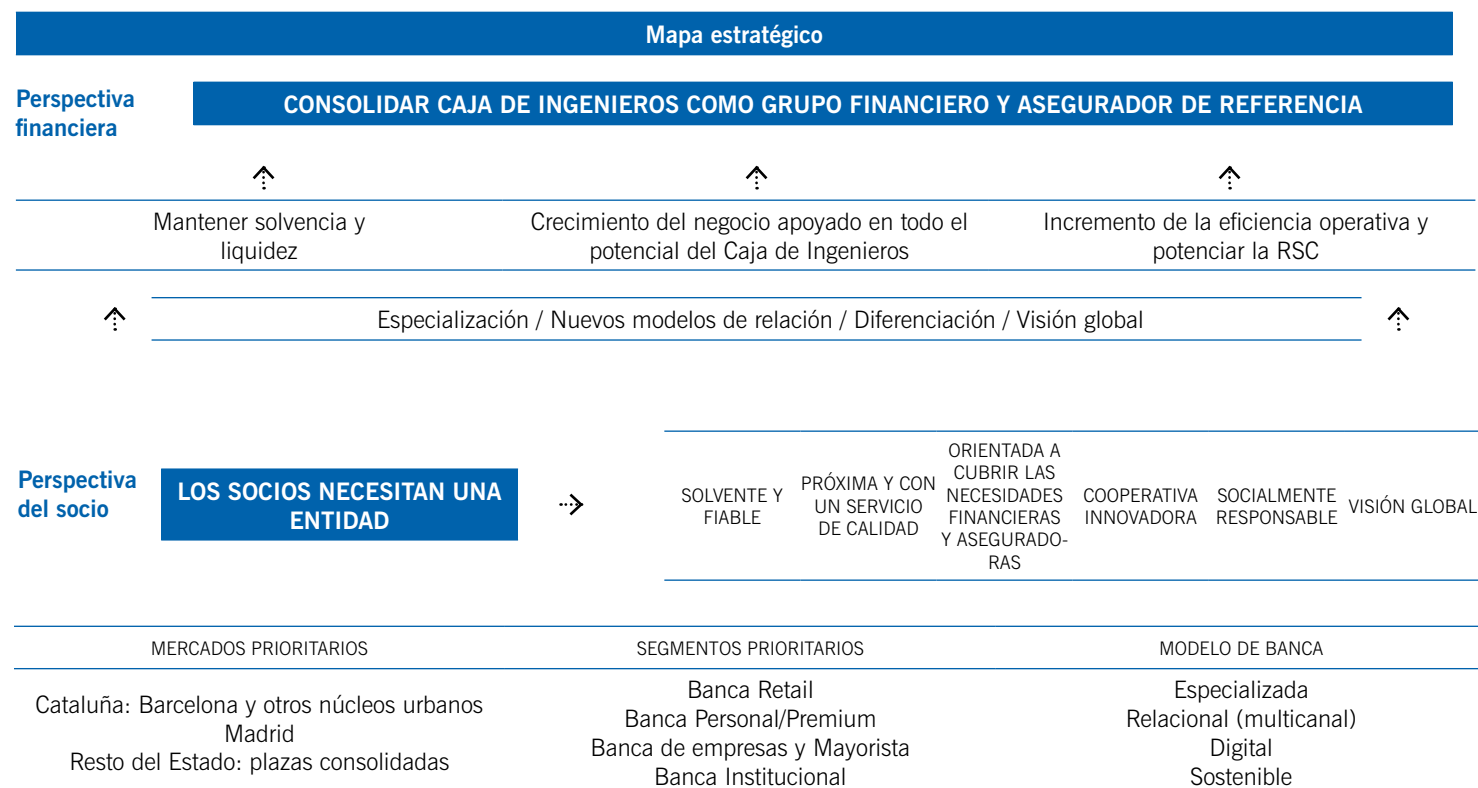 Mapa estratégico
Perspectiva
financiera
CONSOLIDAR CAJA DE INGENIEROS COMO GRUPO FINANCIERO Y ASEGURADOR DE REFERENCIA
Mantener solvencia y
liquidez
Crecimiento del negocio apoyado en todo el
potencial del Caja de Ingenieros
Incremento de la eficiencia operativa y
potenciar la RSC
Especialización / Nuevos modelos de relación / Diferenciación / Visión global
Perspectiva
del socio
LOS SOCIOS NECESITAN UNA
ENTIDAD
SOLVENTE Y
FIABLE
PRÓXIMA Y CON
UN SERVICIO
DE CALIDAD
ORIENTADA A
CUBRIR LAS
NECESIDADES
FINANCIERAS
Y ASEGURADO-
RAS
COOPERATIVA
INNOVADORA
SOCIALMENTE
RESPONSABLE
VISIÓN GLOBAL
MERCADOS PRIORITARIOS
Cataluña: Barcelona y otros núcleos urbanos
Madrid
Resto del Estado: plazas consolidadas
SEGMENTOS PRIORITARIOS
Banca Retail
Banca Personal/Premium
Banca de empresas y Mayorista
Banca Institucional
MODELO DE BANCA
Especializada
Relacional (multicanal)
Digital
Sostenible